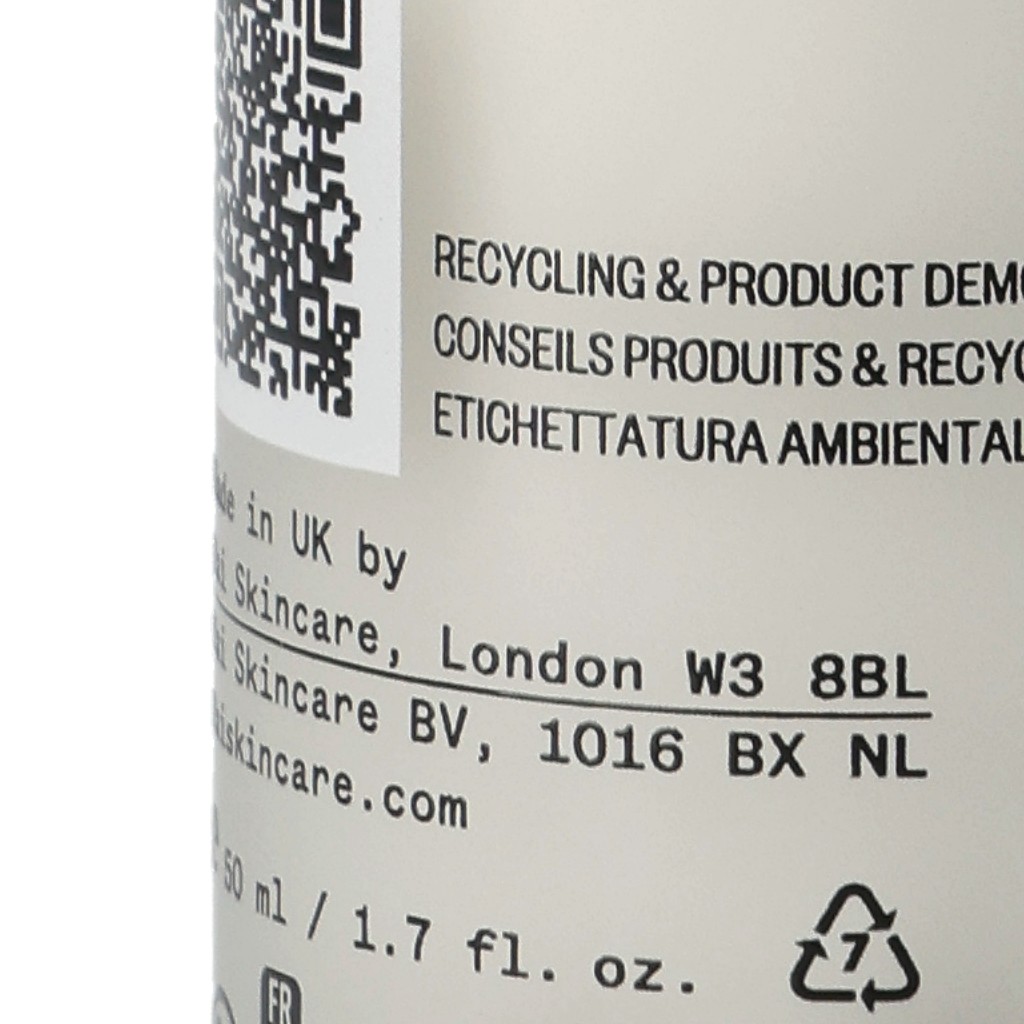 RECYCLING & PRODUCT DEMO
CONSEILS PRODUITS & RECYC
ETICHETTATURA AMBIENTAL
in UK by
Skincare, London W3 8BL
Skincare BV, 1016 BX NL
iskincare.com
50 ml / 1.7 fl. oz.
7
FR